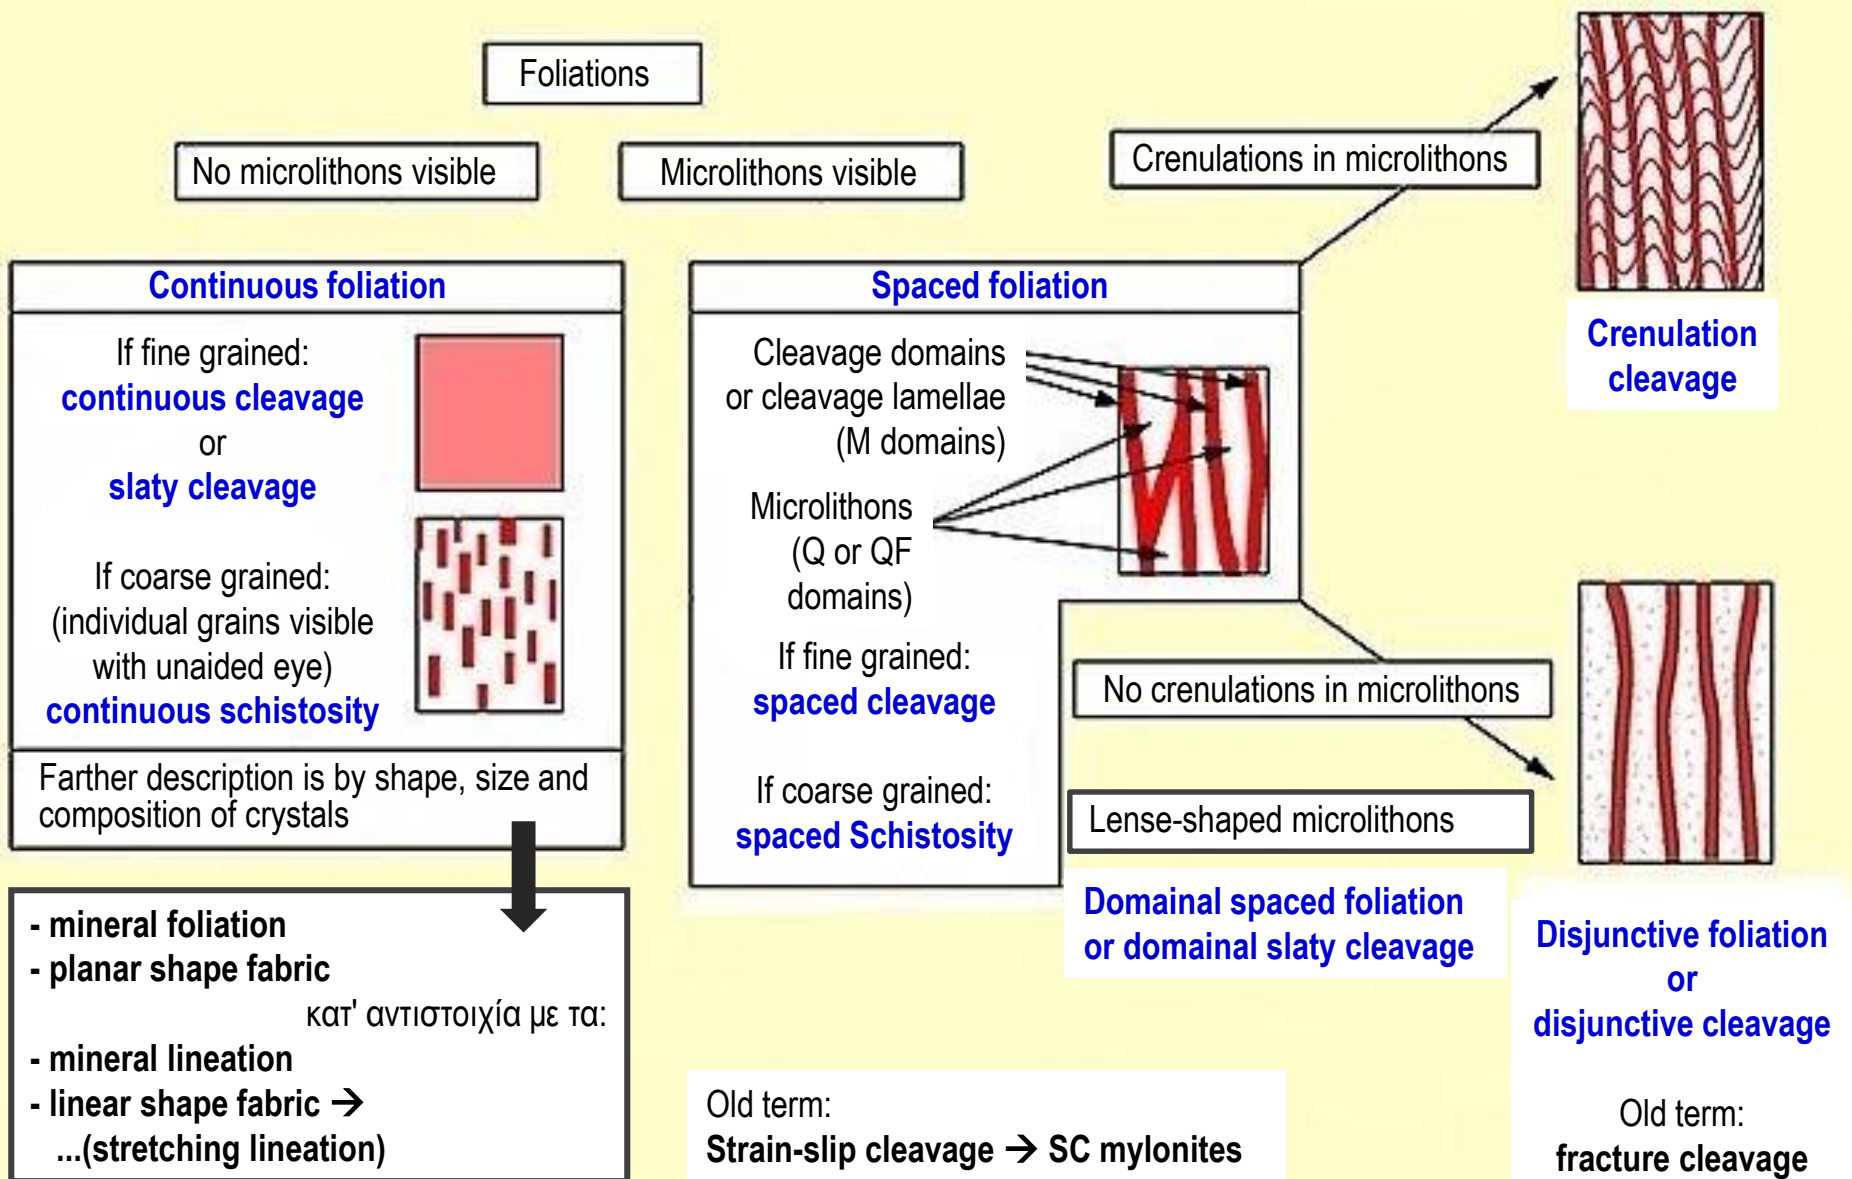 Foliations
No microlithons visible
Microlithons visible
Crenulations in microlithons
Crenulation
cleavage
Continuous foliation
If fine grained:
continuous cleavage
or
slaty cleavage
If coarse grained:
(individual grains visible
with unaided eye)
continuous schistosity
Farther description is by shape, size and
composition of crystals
- mineral foliation
- planar shape fabric
κατ' αντιστοιχία με τα:
- mineral lineation
- linear shape fabric →
...(stretching lineation)
Spaced foliation
Cleavage domains
or cleavage lamellae
(M domains)
Microlithons
(Q or QF
domains)
If fine grained:
spaced cleavage
If coarse grained:
spaced Schistosity
No crenulations in microlithons
Lense-shaped microlithons
Domainal spaced foliation
or domainal slaty cleavage
Disjunctive foliation
or
disjunctive cleavage
Old term:
fracture cleavage
Old term:
Strain-slip cleavage → SC mylonites